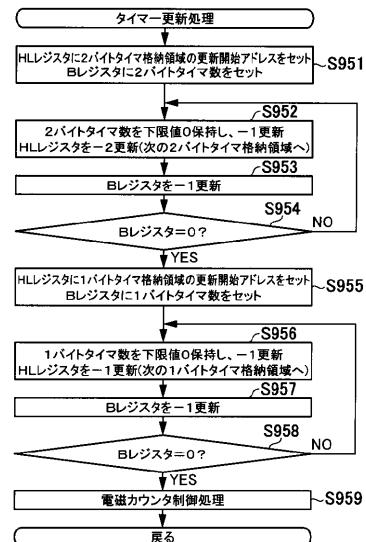 タイマー更新処理
HLレジスタに2バイトタイマ格納領域の更新開始アドレスをセット
Bレジスタに2バイトタイマ数をセット
S951
S952
2バイトタイマ数を下限値0保持し、-1更新
HLレジスタを-2更新(次の2バイトタイマ格納領域へ)
S953
Bレジスタを-1更新
S954
Bレジスタ=0?
NO
YES
HLレジスタに1バイトタイマ格納領域の更新開始アドレスをセット
Bレジスタに1バイトタイマ数をセット
S955
S956
1バイトタイマ数を下限値0保持し、-1更新
HLレジスタを-1更新(次の1バイトタイマ格納領域へ)
S957
Bレジスタを-1更新
S958
Bレジスタ=0?
NO
YES
電磁カウンタ制御処理
S959
戻る